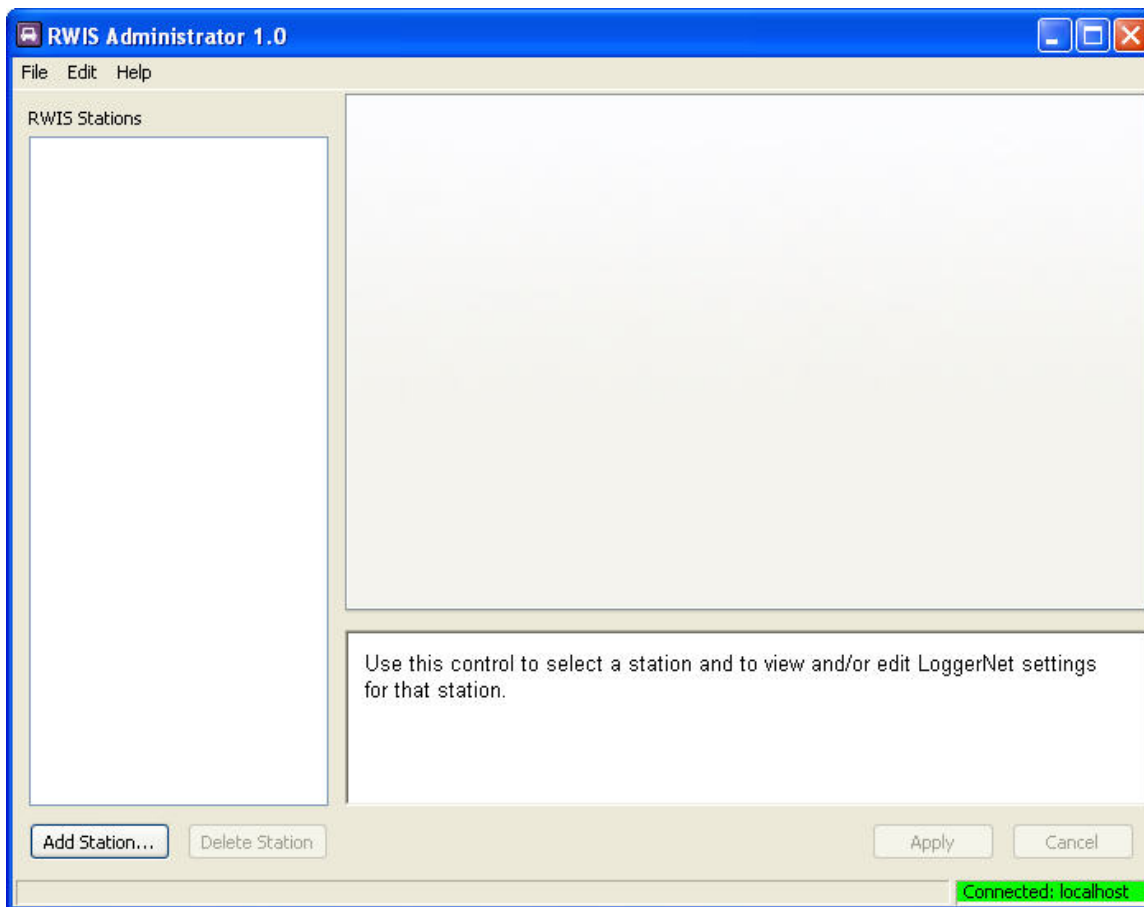 RWIS Administrator 1.0
File Edit Help
RWIS Stations
Use this control to select a station and to view and/or edit LoggerNet settings
for that station.
Add Station... Delete Station Apply Cancel
Connected: localhost